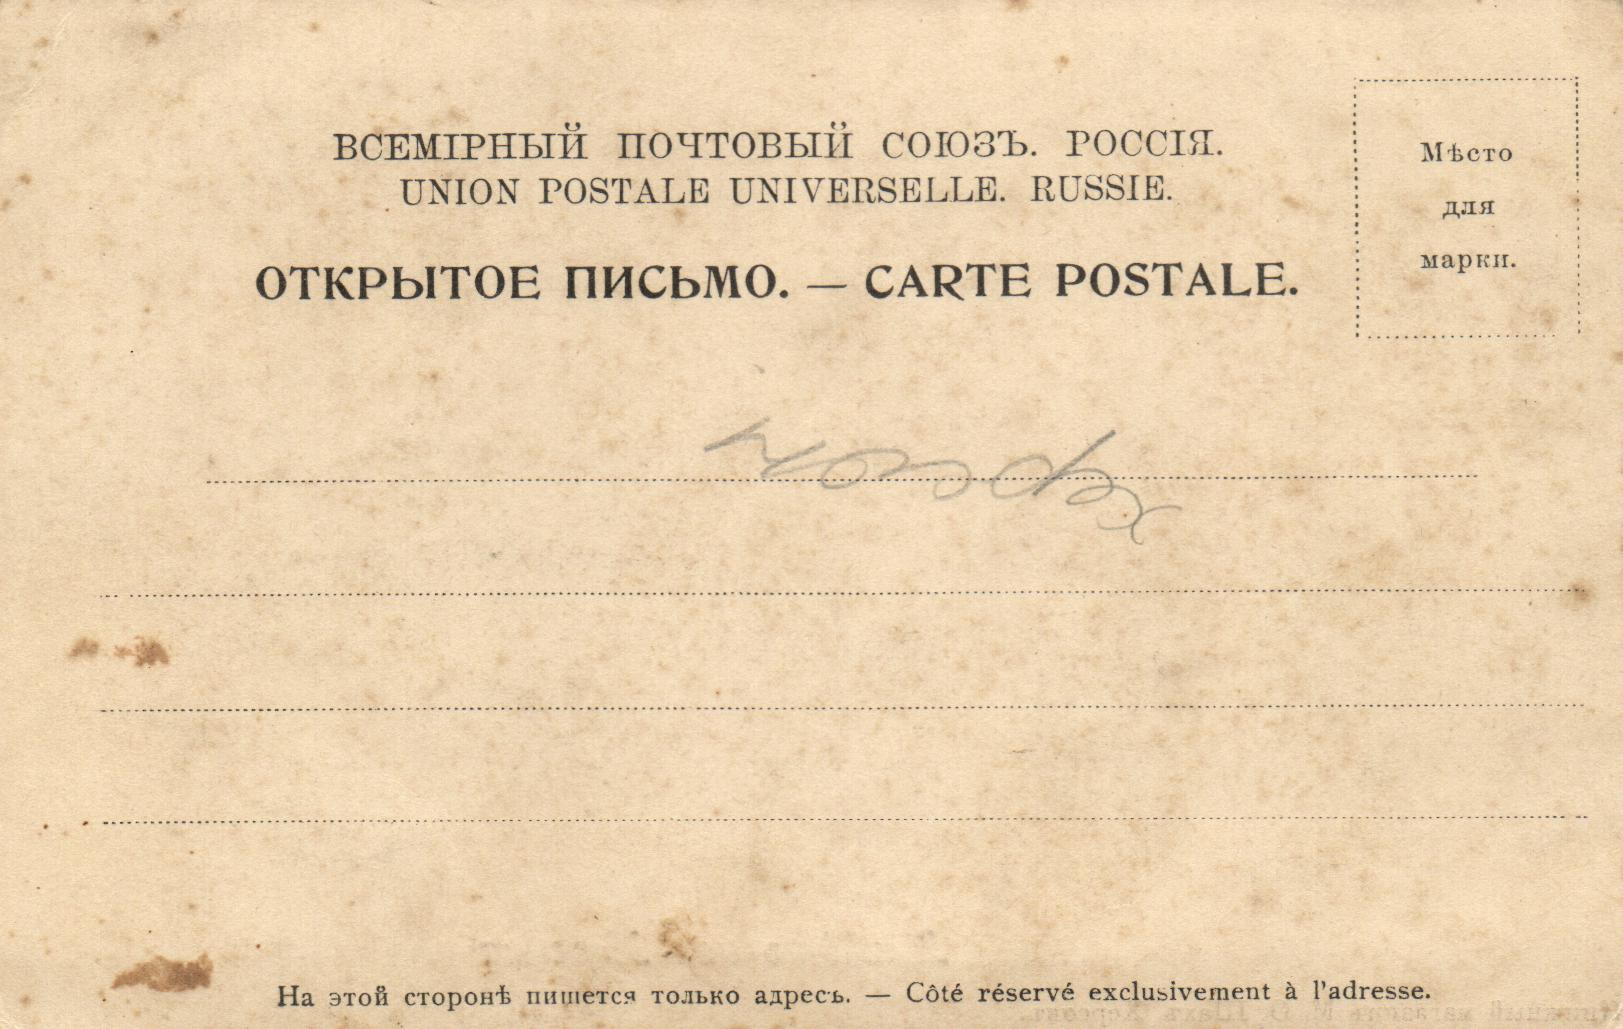 ВСЕМІРНЫЙ ПОЧТОВЫЙ СОЮЗЪ. РОССІЯ.
UNION POSTALE UNIVERSELLE. RUSSIE.
ОТКРЫТОЕ ПИСЬМО. — CARTE POSTALE.
Мѣсто
для
марки.
Херсон
На этой сторонѣ пишется только адресъ. — Côté réservé exclusivement à l'adresse.